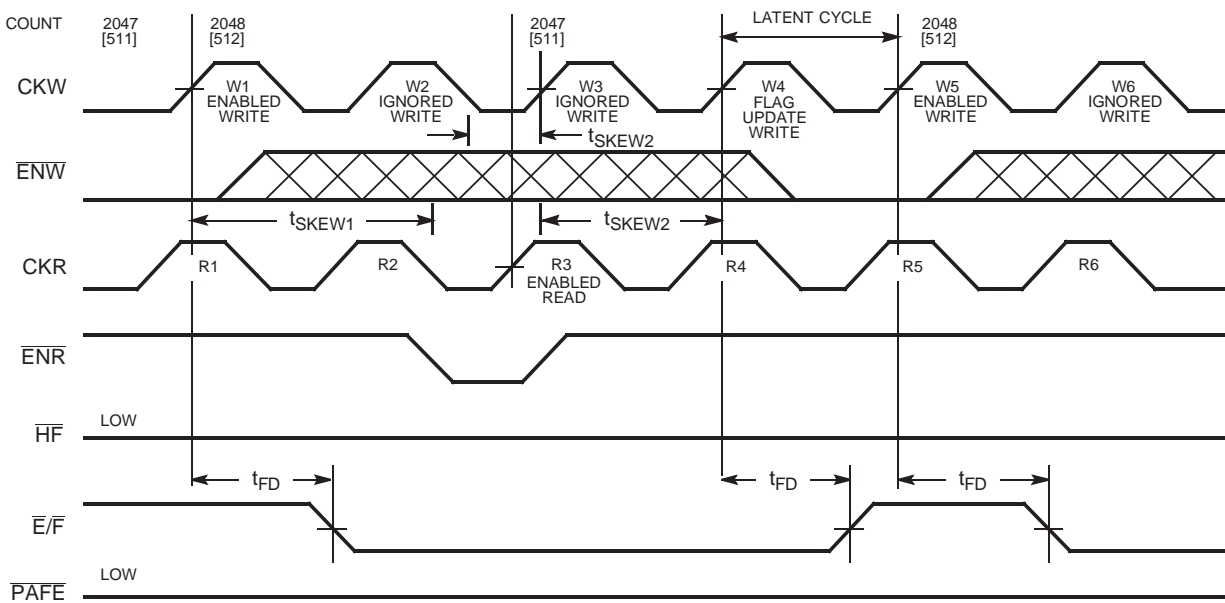 COUNT
2047
[511]
2048
[512]
2047
[511]
LATENT CYCLE
2048
[512]
CKW
W1
ENABLED
WRITE
W2
IGNORED
WRITE
W3
IGNORED
WRITE
W4
FLAG
UPDATE
WRITE
W5
ENABLED
WRITE
W6
IGNORED
WRITE
tSKEW2
ENW
tSKEW1
tSKEW2
CKR
R1
R2
R3
ENABLED
READ
R4
R5
R6
ENR
HF
LOW
tFD
tFD
tFD
E/F
PAFE
LOW